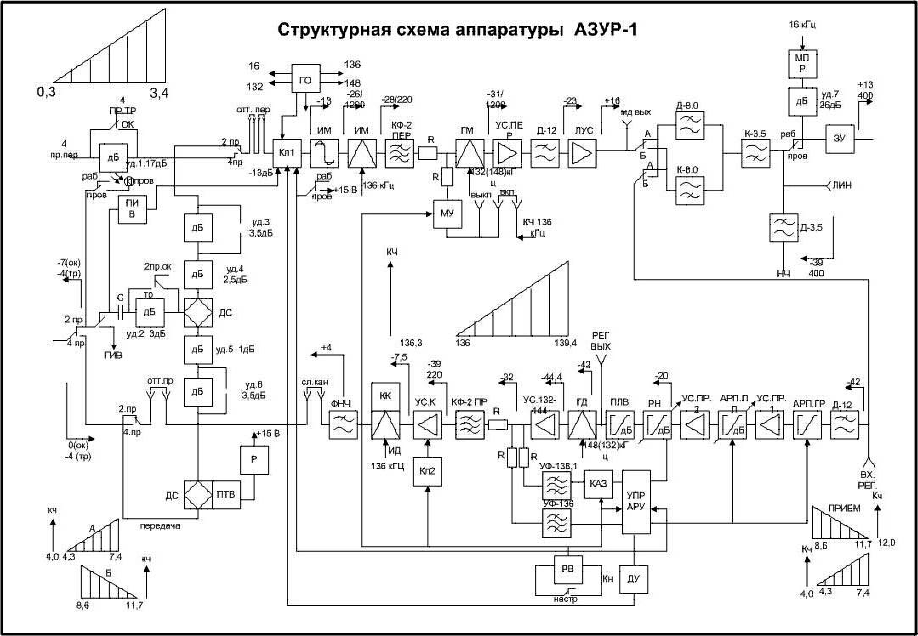 Структурная схема аппаратуры АЗУР-1
0,3
3,4
4
ПР.ТР
ОК
4
пр.пер
дБ
уд.1.17дБ
раб
пров
пров
ПИ
В
2 пр
4пр
отт.пер
16
132
ГО
136
148
Кл1
-13дБ
-13
ИМ
раб
пров
+15 В
-26/
1200
ИМ
136 кГц
-28/220
КФ-2
ПЕР
R
R
МУ
-31/
1200
ГМ
132(148)кГ
ц
УС.ПЕ
Р
выкл
вкл
КЧ 136
кГц
-23
Д-12
+16
ЛУС
МД ВЫХ
А
Б
А
Б
Д-8.0
К-8.0
К-3.5
16 кГц
МП
Р
дБ
уд.7
26дБ
раб
пров
ЗУ
+13
400
ЛИН
Д-3.5
НЧ
-39
400
дБ
уд.3
3,5дБ
дБ
уд.4
2,5дБ
ДС
дБ
уд.5 1дБ
дБ
уд.6
3,5дБ
-7(ок)
-4(тр)
2 пр
4 пр
С
2пр.ок
тр
дБ
уд.2 3дБ
ПИВ
отт.пр
2.пр
4.пр
0(ок)
-4 (тр)
+15 В
Р
ДС
ПТВ
передача
сл.кан
+4
ФНЧ
КЧ
136,3
136
139,4
-7,5
КК
ИД
136 кГЦ
-39
220
УС.К
Кл2
КФ-2 ПР
R
R
R
-32
-44,4
УС.132-
144
-42
ГД
148(132)кГ
ц
РЕГ
ВЫХ
ПЛВ
дБ
-20
РН
дБ
УС.ПР.
2
АРП.П
Л
дБ
УС.ПР.
1
АРП.ГР
-42
Д-12
ВХ.
РЕГ.
УФ-138,1
УФ-136
КАЗ
УПР
АРУ
РВ
Кн
настр
ДУ
кч
А
4,0
4,3
7,4
Б
кч
8,6
11,7
ПРИЕМ
Кч
8,6
11,7
12,0
Кч
4,0
4,3
7,4